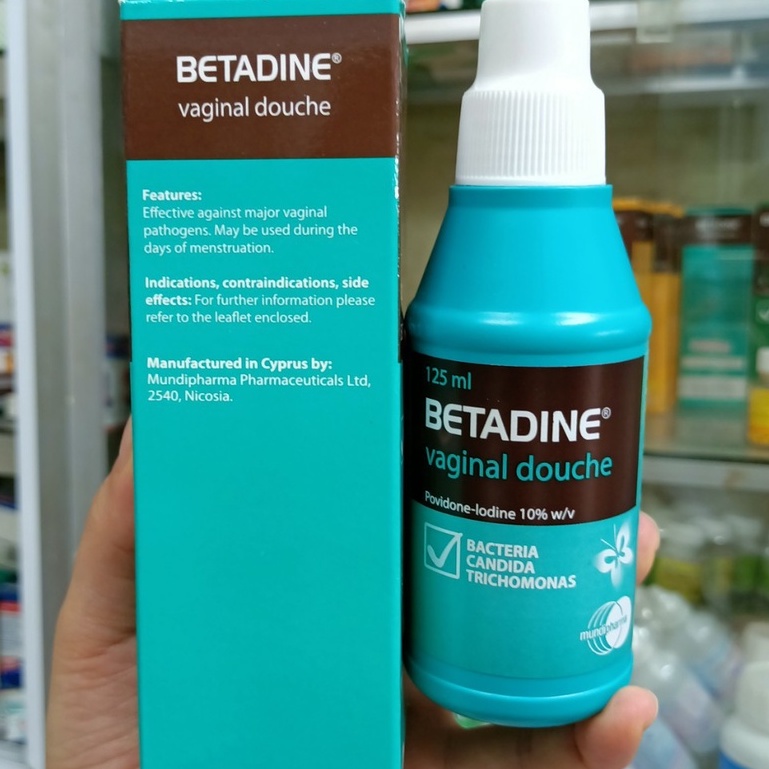 BETADINE®
vaginal douche
Features:
Effective against major vaginal
pathogens. May be used during the
days of menstruation.
Indications, contraindications, side
effects: For further information please
refer to the leaflet enclosed.
Manufactured in Cyprus by:
Mundipharma Pharmaceuticals Ltd,
2540, Nicosia.
125 ml
BETADINE®
vaginal douche
Povidone-Iodine 10% w/v
BACTERIA
CANDIDA
TRICHOMONAS
mundipharma